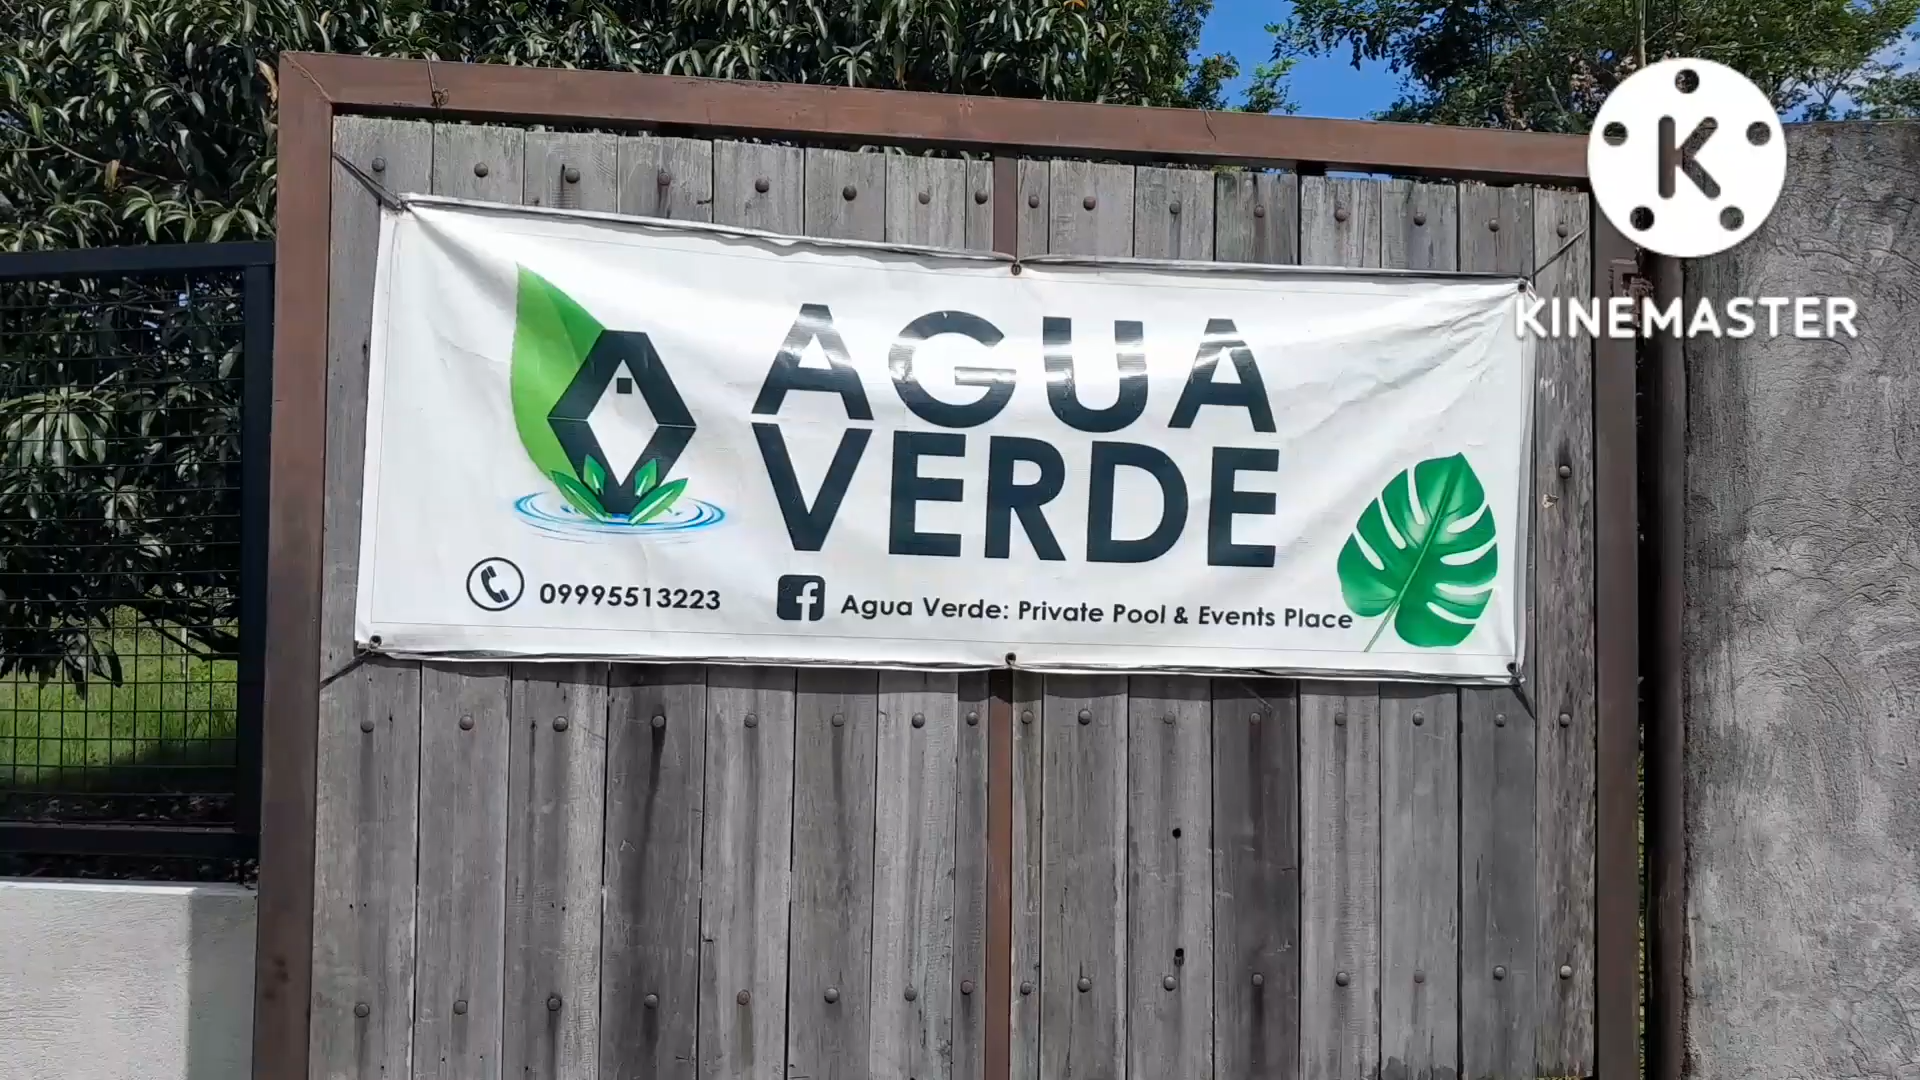 AGUA
VERDE
09995513223
Agua Verde: Private Pool & Events Place
K
KINEMASTER